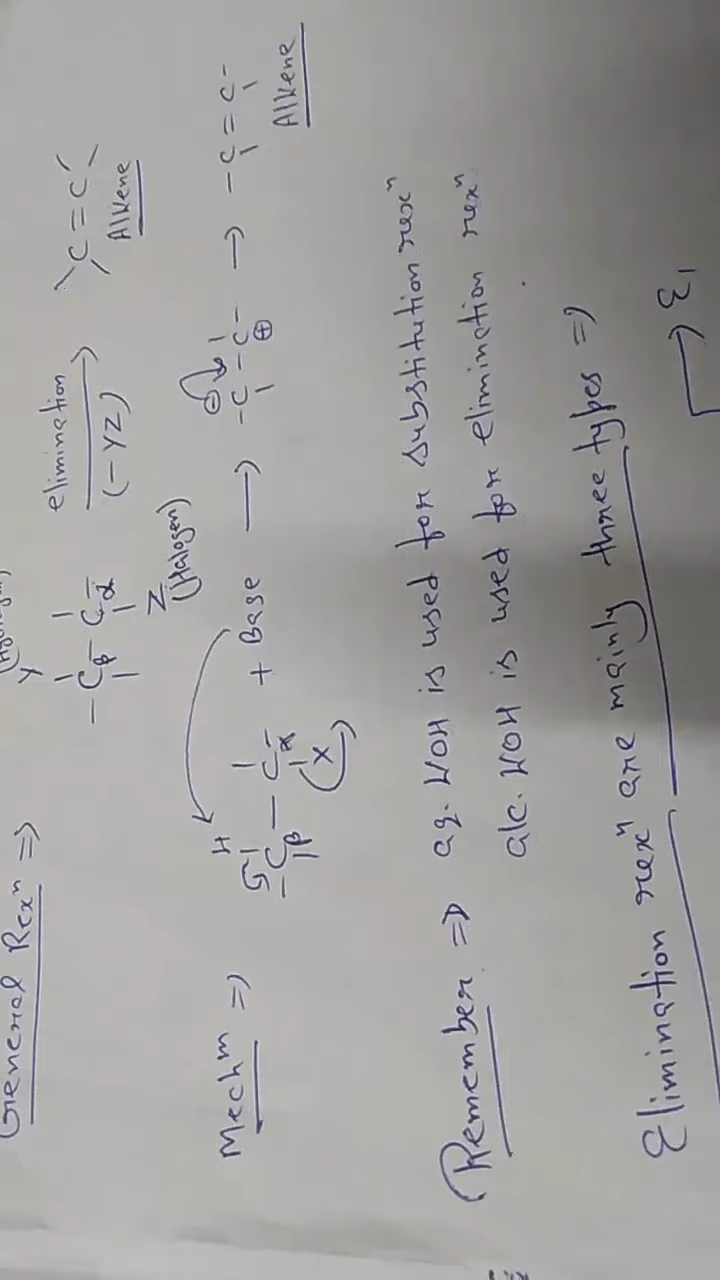 (Hydrogen)
Y
General Rexⁿ ⇒ -Cβ-Cα- elimination (-YZ) → >C=C<
Z (Halogen)
Alkene
Mechᵐ ⇒ H -Cβ-Cα- (X) + Base → -C⊖-C⊕- → -C=C-
Alkene
Remember ⇒ aq. KOH is used for substitution rexⁿ
alc. KOH is used for elimination rexⁿ.
Elimination rexⁿ are mainly three types ⇒
E₁